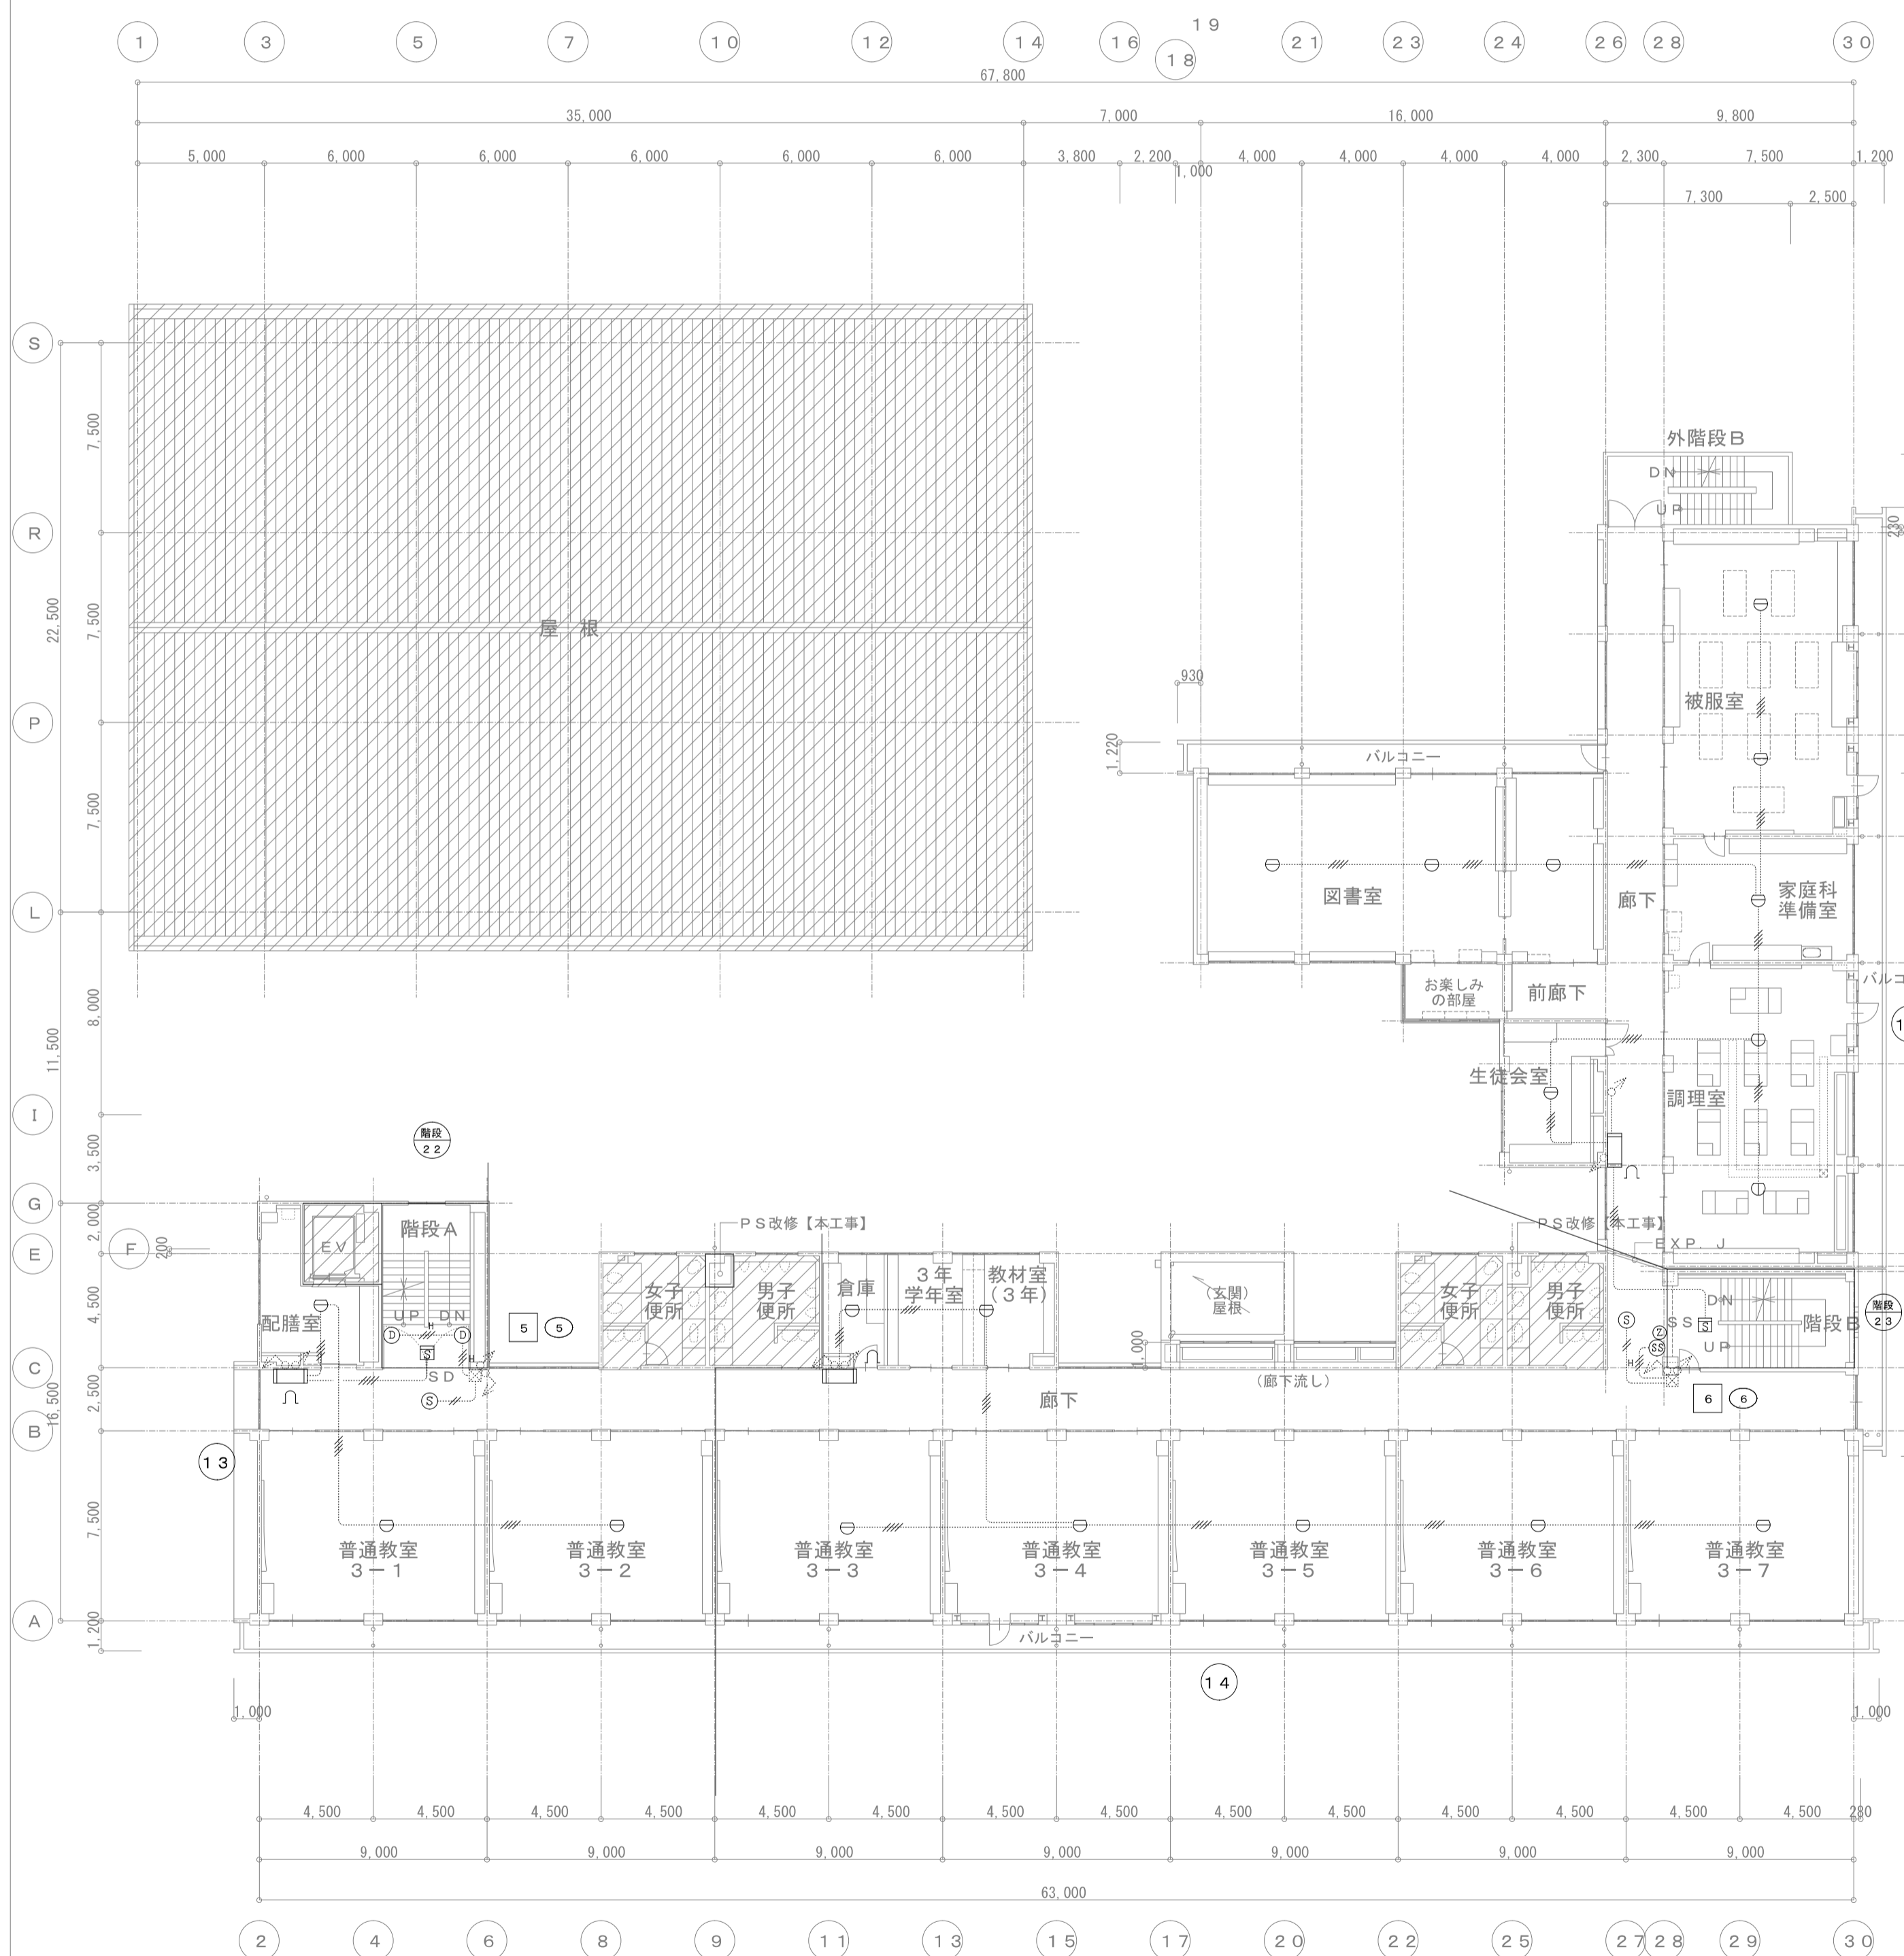 1 3 5 7 10 12 14 16 18 19 21 23 24 26 28 30
67,800
35,000 7,000 16,000 9,800
5,000 6,000 6,000 6,000 6,000 6,000 3,800 2,200 1,000 4,000 4,000 4,000 4,000 2,300 7,500 1,200
7,300 2,500
S
7,500
外階段B
DN
UP
R
230
22,500
7,500
屋 根
930
被服室
P
1,220
バルコニー
7,500
図書室
廊下
家庭科
準備室
L
8,000
お楽しみ
の部屋
前廊下
バルコ
11,500
生徒会室
調理室
I
階段
22
3,500
G
2,000
階段A
EV
PS改修【本工事】
PS改修【本工事】
EXP. J
F
200
E
女子
便所
男子
便所
倉庫
3年
学年室
教材室
(3年)
(玄関)
屋根
女子
便所
男子
便所
4,500
配膳室
UP DN
H
D D
S
5 5
DN
SS S
UP
階段B
階段
23
S
Z
SS
H
1,000
C
SD
H
S
2,500
16,500
廊下
(廊下流し)
6 6
B
13
7,500
普通教室
3-1
普通教室
3-2
普通教室
3-3
普通教室
3-4
普通教室
3-5
普通教室
3-6
普通教室
3-7
A
1,200
バルコニー
14
1,000
1,000
4,500 4,500 4,500 4,500 4,500 4,500 4,500 4,500 4,500 4,500 4,500 4,500 4,500 4,500 280
9,000 9,000 9,000 9,000 9,000 9,000 9,000
63,000
2 4 6 8 9 11 13 15 17 20 22 25 27 28 29 30